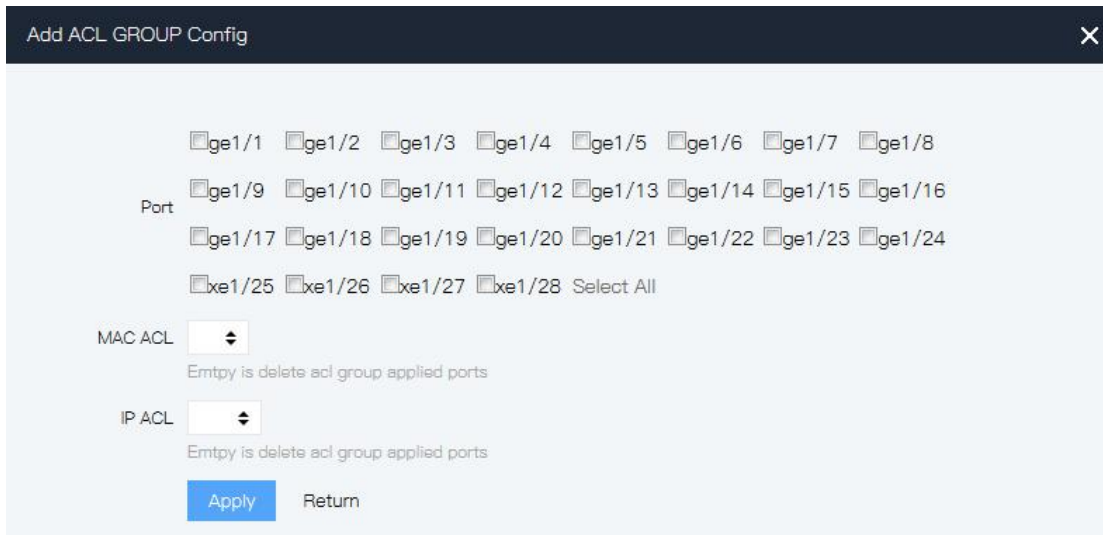 Add ACL GROUP Config
ge1/1 ge1/2 ge1/3 ge1/4 ge1/5 ge1/6 ge1/7 ge1/8
Port ge1/9 ge1/10 ge1/11 ge1/12 ge1/13 ge1/14 ge1/15 ge1/16
ge1/17 ge1/18 ge1/19 ge1/20 ge1/21 ge1/22 ge1/23 ge1/24
xe1/25 xe1/26 xe1/27 xe1/28 Select All
MAC ACL
Emtpy is delete acl group applied ports
IP ACL
Emtpy is delete acl group applied ports
Apply Return